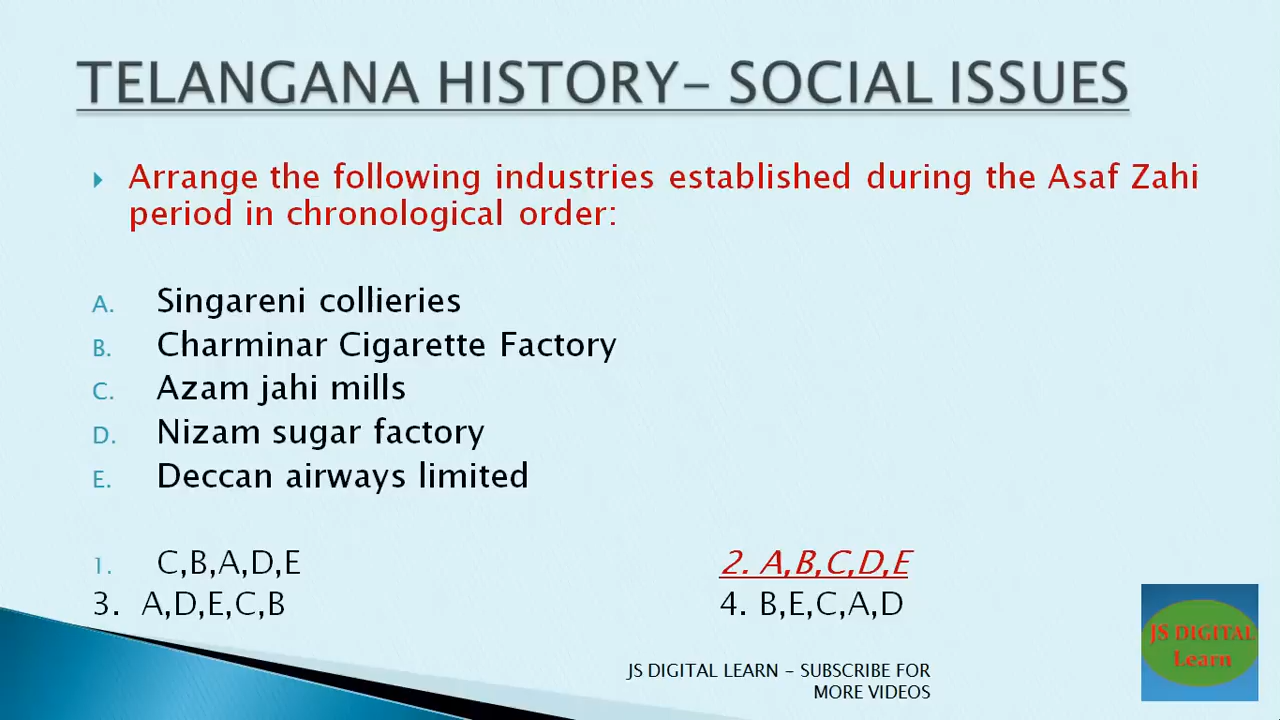 TELANGANA HISTORY- SOCIAL ISSUES
Arrange the following industries established during the Asaf Zahi
period in chronological order:
A. Singareni collieries
B. Charminar Cigarette Factory
C. Azam jahi mills
D. Nizam sugar factory
E. Deccan airways limited
1. C,B,A,D,E 2. A,B,C,D,E
3. A,D,E,C,B 4. B,E,C,A,D
JS DIGITAL LEARN - SUBSCRIBE FOR
MORE VIDEOS
JS DIGITAL
Learn